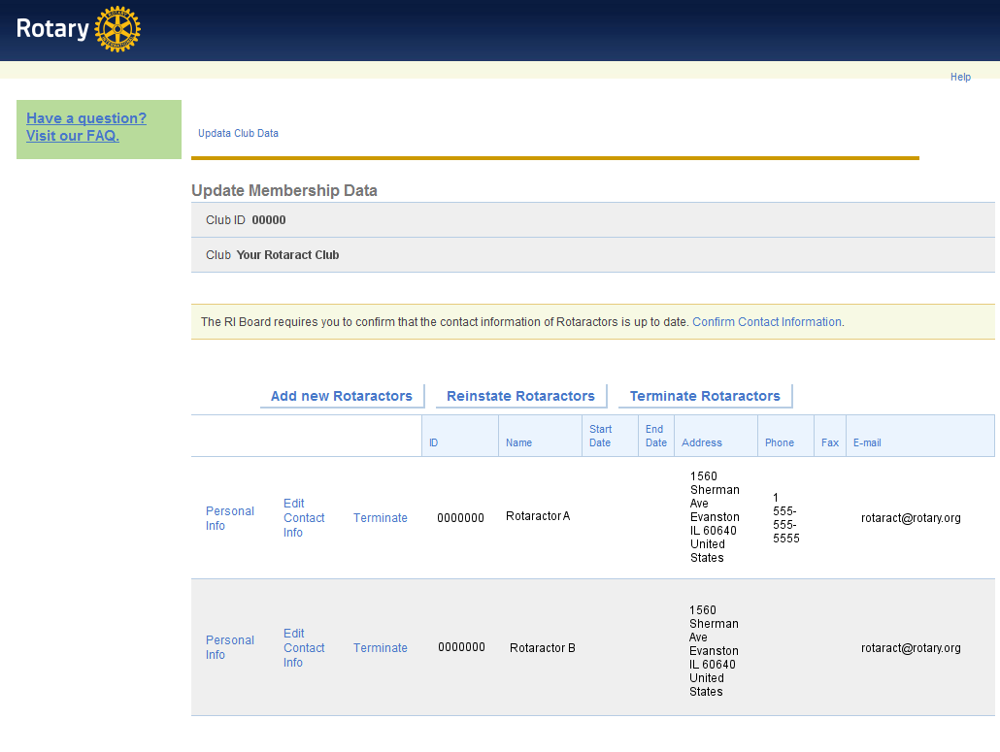 Rotary
Help
Have a question?
Visit our FAQ.
Updata Club Data
Update Membership Data
Club ID 00000
Club Your Rotaract Club
The RI Board requires you to confirm that the contact information of Rotaractors is up to date. Confirm Contact Information.
Add new Rotaractors Reinstate Rotaractors Terminate Rotaractors
ID Name Start Date End Date Address Phone Fax E-mail
Personal
Info
Edit
Contact
Info
Terminate
0000000
Rotaractor A
1560
Sherman
Ave
Evanston
IL 60640
United
States
1
555-
555-
5555
rotaract@rotary.org
Personal
Info
Edit
Contact
Info
Terminate
0000000
Rotaractor B
1560
Sherman
Ave
Evanston
IL 60640
United
States
rotaract@rotary.org